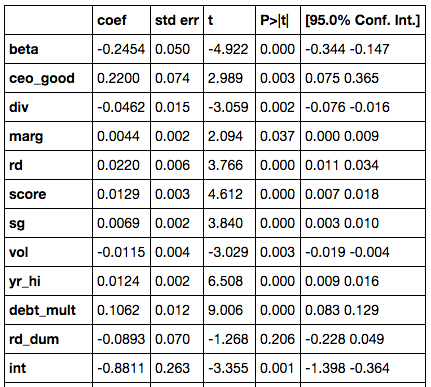 coef std err t P>|t| [95.0% Conf. Int.]
beta -0.2454 0.050 -4.922 0.000 -0.344 -0.147
ceo_good 0.2200 0.074 2.989 0.003 0.075 0.365
div -0.0462 0.015 -3.059 0.002 -0.076 -0.016
marg 0.0044 0.002 2.094 0.037 0.000 0.009
rd 0.0220 0.006 3.766 0.000 0.011 0.034
score 0.0129 0.003 4.612 0.000 0.007 0.018
sg 0.0069 0.002 3.840 0.000 0.003 0.010
vol -0.0115 0.004 -3.029 0.003 -0.019 -0.004
yr_hi 0.0124 0.002 6.508 0.000 0.009 0.016
debt_mult 0.1062 0.012 9.006 0.000 0.083 0.129
rd_dum -0.0893 0.070 -1.268 0.206 -0.228 0.049
int -0.8811 0.263 -3.355 0.001 -1.398 -0.364